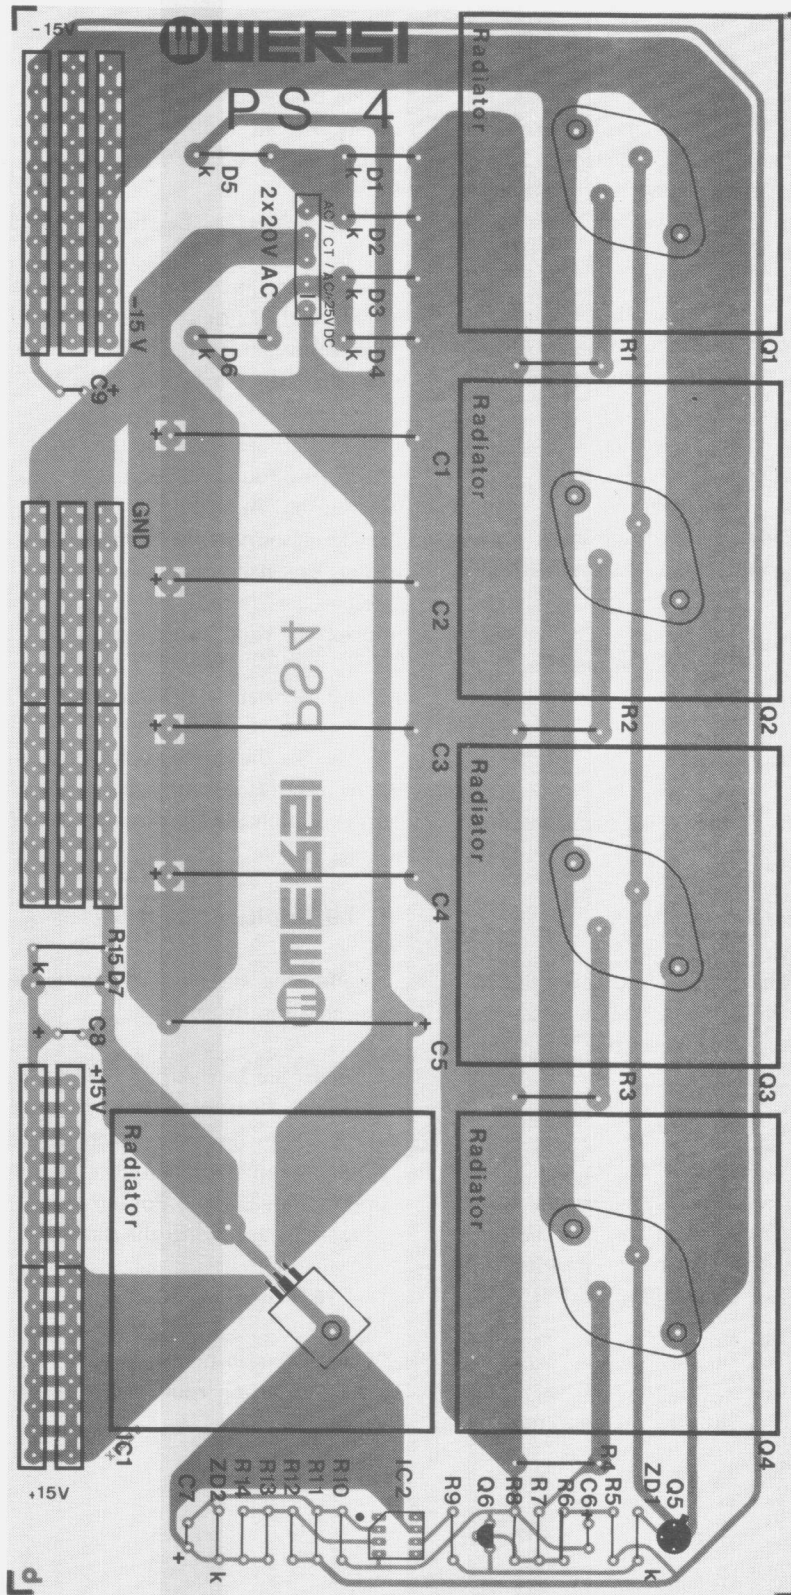 -15V
WERSI
PS 4
Radiator
k
D5
k
D1
2x20V AC
AC / CT / AC/+25VDC
k
D2
k
D3
-15 V
k
D6
k
D4
R1
Q1
C9
+
Radiator
+
C1
GND
+
C2
PS 4
WERSI
R2
Q2
+
C3
Radiator
+
C4
R15
D7
k
+
C8
+
C5
+15V
R3
Q3
Radiator
Radiator
IC1
+15V
R4
Q4
C7
ZD2
R14
R13
R12
R11
R10
IC2
R9
Q6
R8
R7
R6
C6
+
R5
ZD1
Q5
+
k
k
d